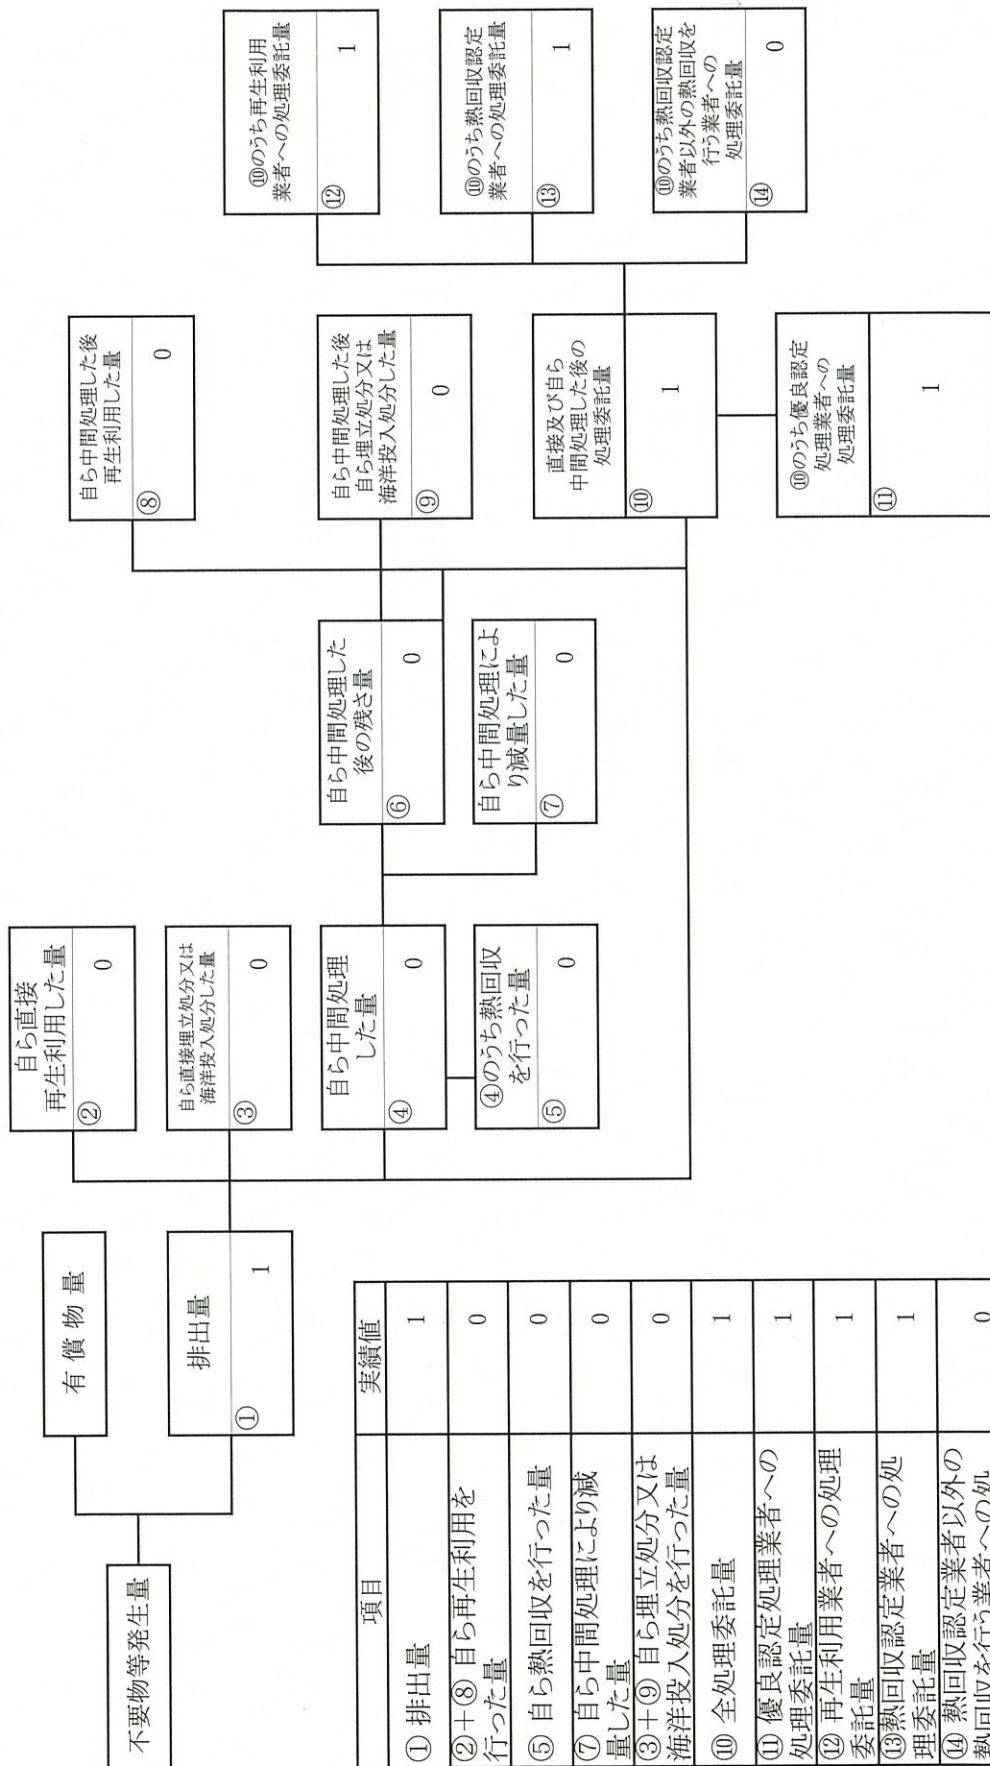 不要物等発生量
有償物量
排出量
①
1
自ら直接
再生利用した量
②
0
自ら直接埋立処分又は
海洋投入処分した量
③
0
自ら中間処理
した量
④
0
④のうち熱回収
を行った量
⑤
0
自ら中間処理した
後の残さ量
⑥
0
自ら中間処理によ
り減量した量
⑦
0
自ら中間処理した後
再生利用した量
⑧
0
自ら中間処理した後
自ら埋立処分又は
海洋投入処分した量
⑨
0
直接及び自ら
中間処理した後の
処理委託量
⑩
1
⑩のうち優良認定
処理業者への
処理委託量
⑪
1
⑩のうち再生利用
業者への処理委託量
⑫
1
⑩のうち熱回収認定
業者への処理委託量
⑬
1
⑩のうち熱回収認定
業者以外の熱回収を
行う業者への
処理委託量
⑭
0
項目 実績値
①排出量 1
②+⑧ 自ら再生利用を
行った量 0
⑤ 自ら熱回収を行った量 0
⑦ 自ら中間処理により減
量した量 0
③+⑨ 自ら埋立処分又は
海洋投入処分を行った量 0
⑩ 全処理委託量 1
⑪ 優良認定処理業者への
処理委託量 1
⑫ 再生利用業者への処理
委託量 1
⑬熱回収認定業者への処
理委託量 1
⑭ 熱回収認定業者以外の
熱回収を行う業者への処 0